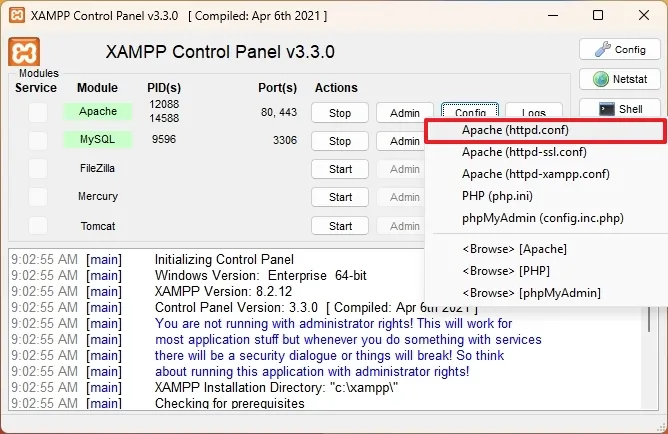 XAMPP Control Panel v3.3.0   [ Compiled: Apr 6th 2021 ]
XAMPP Control Panel v3.3.0
Config
Modules
Service Module PID(s) Port(s) Actions
Netstat
Apache 12088 14588 80, 443 Stop Admin Config Logs
Shell
MySQL 9596 3306 Stop Admin
FileZilla Start Admin
Mercury Start Admin
Tomcat Start Admin
Apache (httpd.conf)
Apache (httpd-ssl.conf)
Apache (httpd-xampp.conf)
PHP (php.ini)
phpMyAdmin (config.inc.php)
<Browse> [Apache]
<Browse> [PHP]
<Browse> [phpMyAdmin]
9:02:55 AM [main] Initializing Control Panel
9:02:55 AM [main] Windows Version: Enterprise 64-bit
9:02:55 AM [main] XAMPP Version: 8.2.12
9:02:55 AM [main] Control Panel Version: 3.3.0 [ Compiled: Apr 6th 2021 ]
9:02:55 AM [main] You are not running with administrator rights! This will work for
9:02:55 AM [main] most application stuff but whenever you do something with services
9:02:55 AM [main] there will be a security dialogue or things will break! So think
9:02:55 AM [main] about running this application with administrator rights!
9:02:55 AM [main] XAMPP Installation Directory: "c:\xampp\"
9:02:55 AM [main] Checking for prerequisites